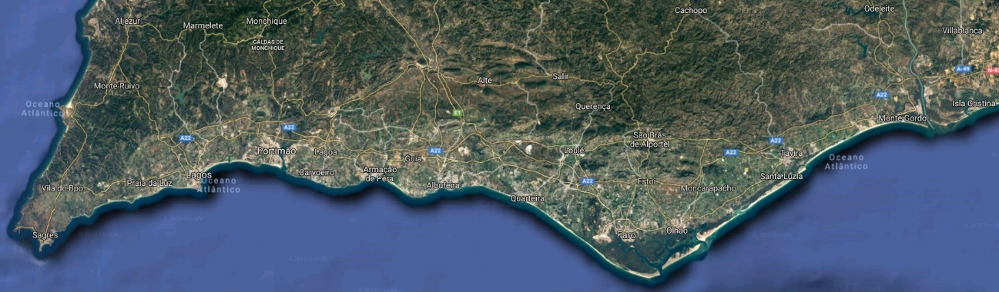 Aljezur
Marmelete
Monchique
CALDAS DE
MONCHIQUE
Cachopo
Odeleite
Villablanca
Monte Ruivo
Alte
Salir
A-49
Oceano
Atlântico
E1
Querença
A22
Isla Cristina
Monte Gordo
A22
A22
Portimão
Lagoa
A22
Guia
Loulé
São Brás
de Alportel
A22
A22
Tavira
Oceano
Atlântico
Vila do Bpo
Praia da Luz
Lagos
Oceano
Atlântico
Carvoeiro
Armação
de Pêra
Albufeira
Quarteira
A22
Estoi
Moncarapacho
Santa Luzia
Sagres
Faro
Olhão